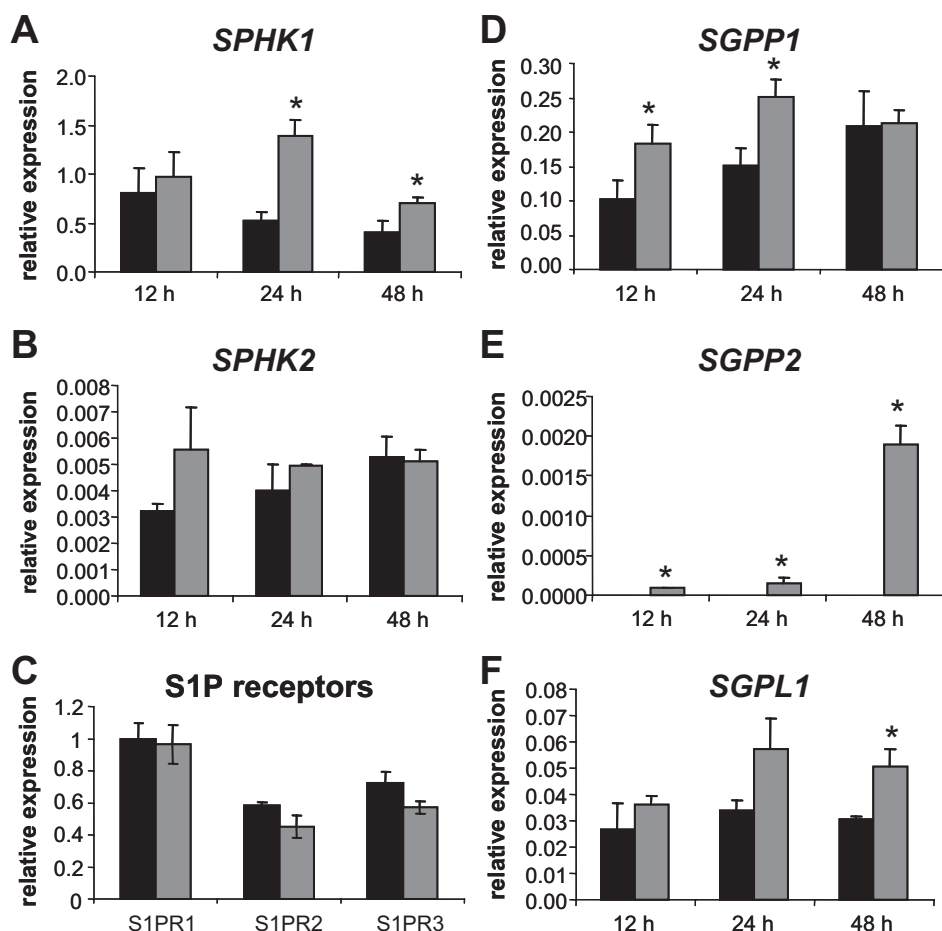 A
SPHK1
relative expression
2.0
1.5
1.0
0.5
0.0
*
*
12 h 24 h 48 h
B
SPHK2
relative expression
0.008
0.007
0.006
0.005
0.004
0.003
0.002
0.001
0.000
12 h 24 h 48 h
C
S1P receptors
relative expression
1.2
1
0.8
0.6
0.4
0.2
0
S1PR1 S1PR2 S1PR3
D
SGPP1
relative expression
0.30
0.25
0.20
0.15
0.10
0.05
0.00
*
*
12 h 24 h 48 h
E
SGPP2
relative expression
0.0025
0.0020
0.0010
0.0005
0.0000
0.0015
*
*
*
12 h 24 h 48 h
F
SGPL1
relative expression
0.08
0.07
0.06
0.05
0.04
0.03
0.02
0.01
0.00
*
12 h 24 h 48 h